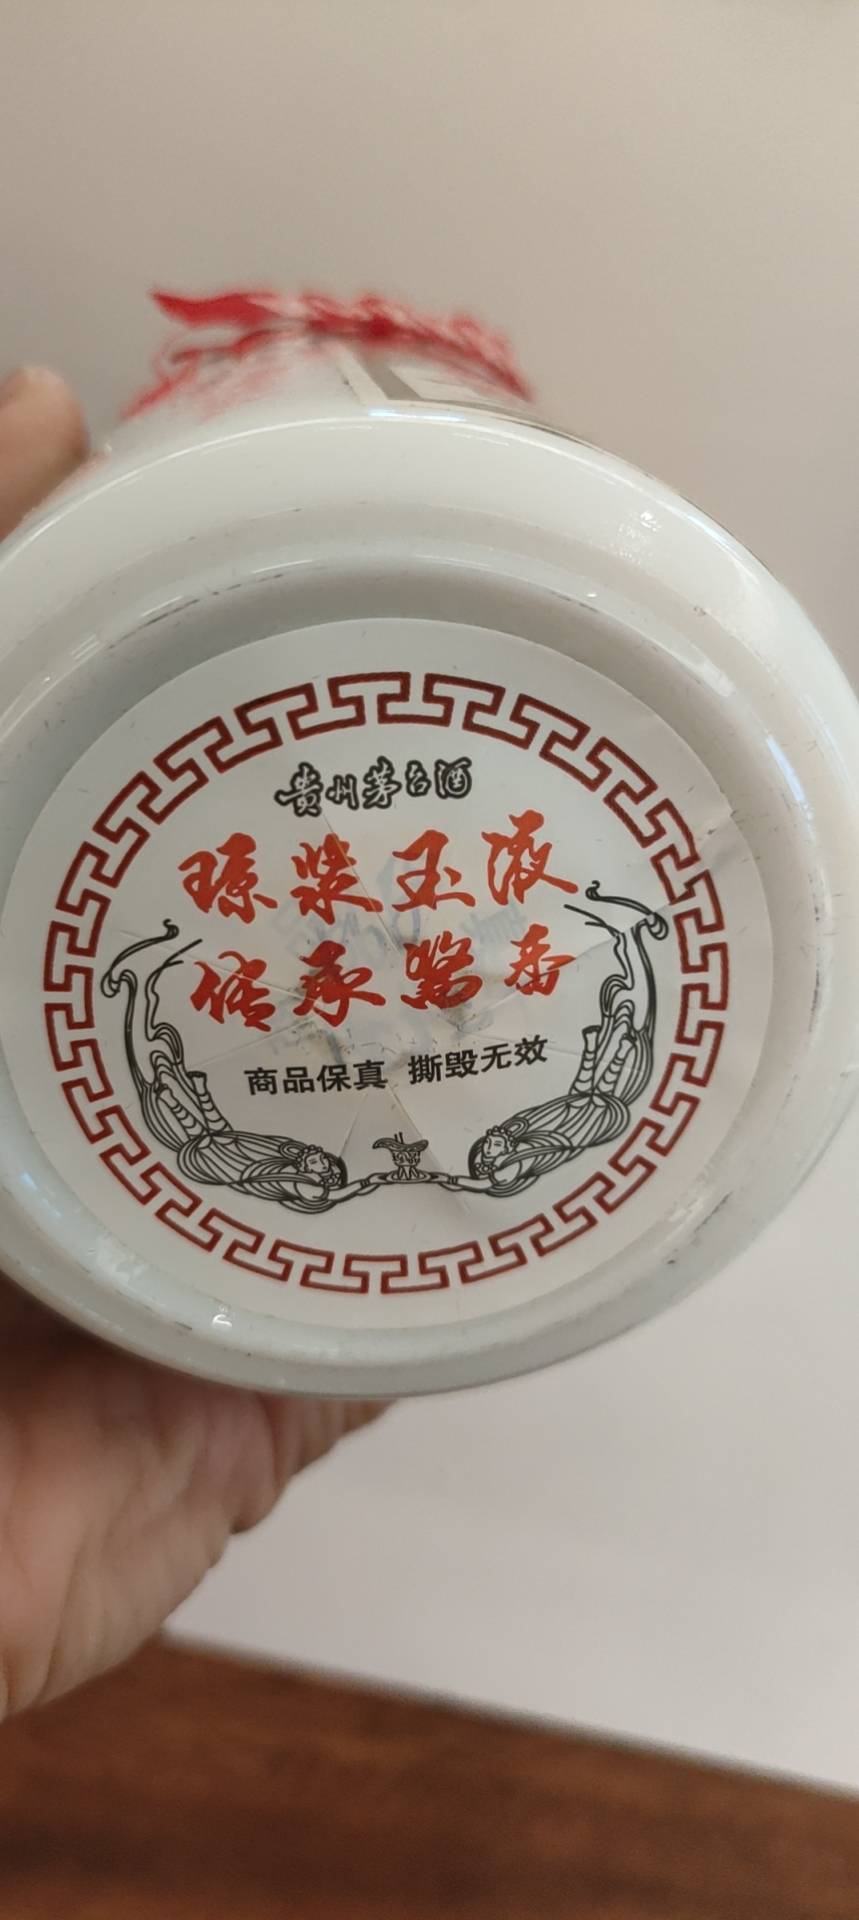 贵州茅台酒
琼浆玉液
传承酱香
商品保真 撕毁无效